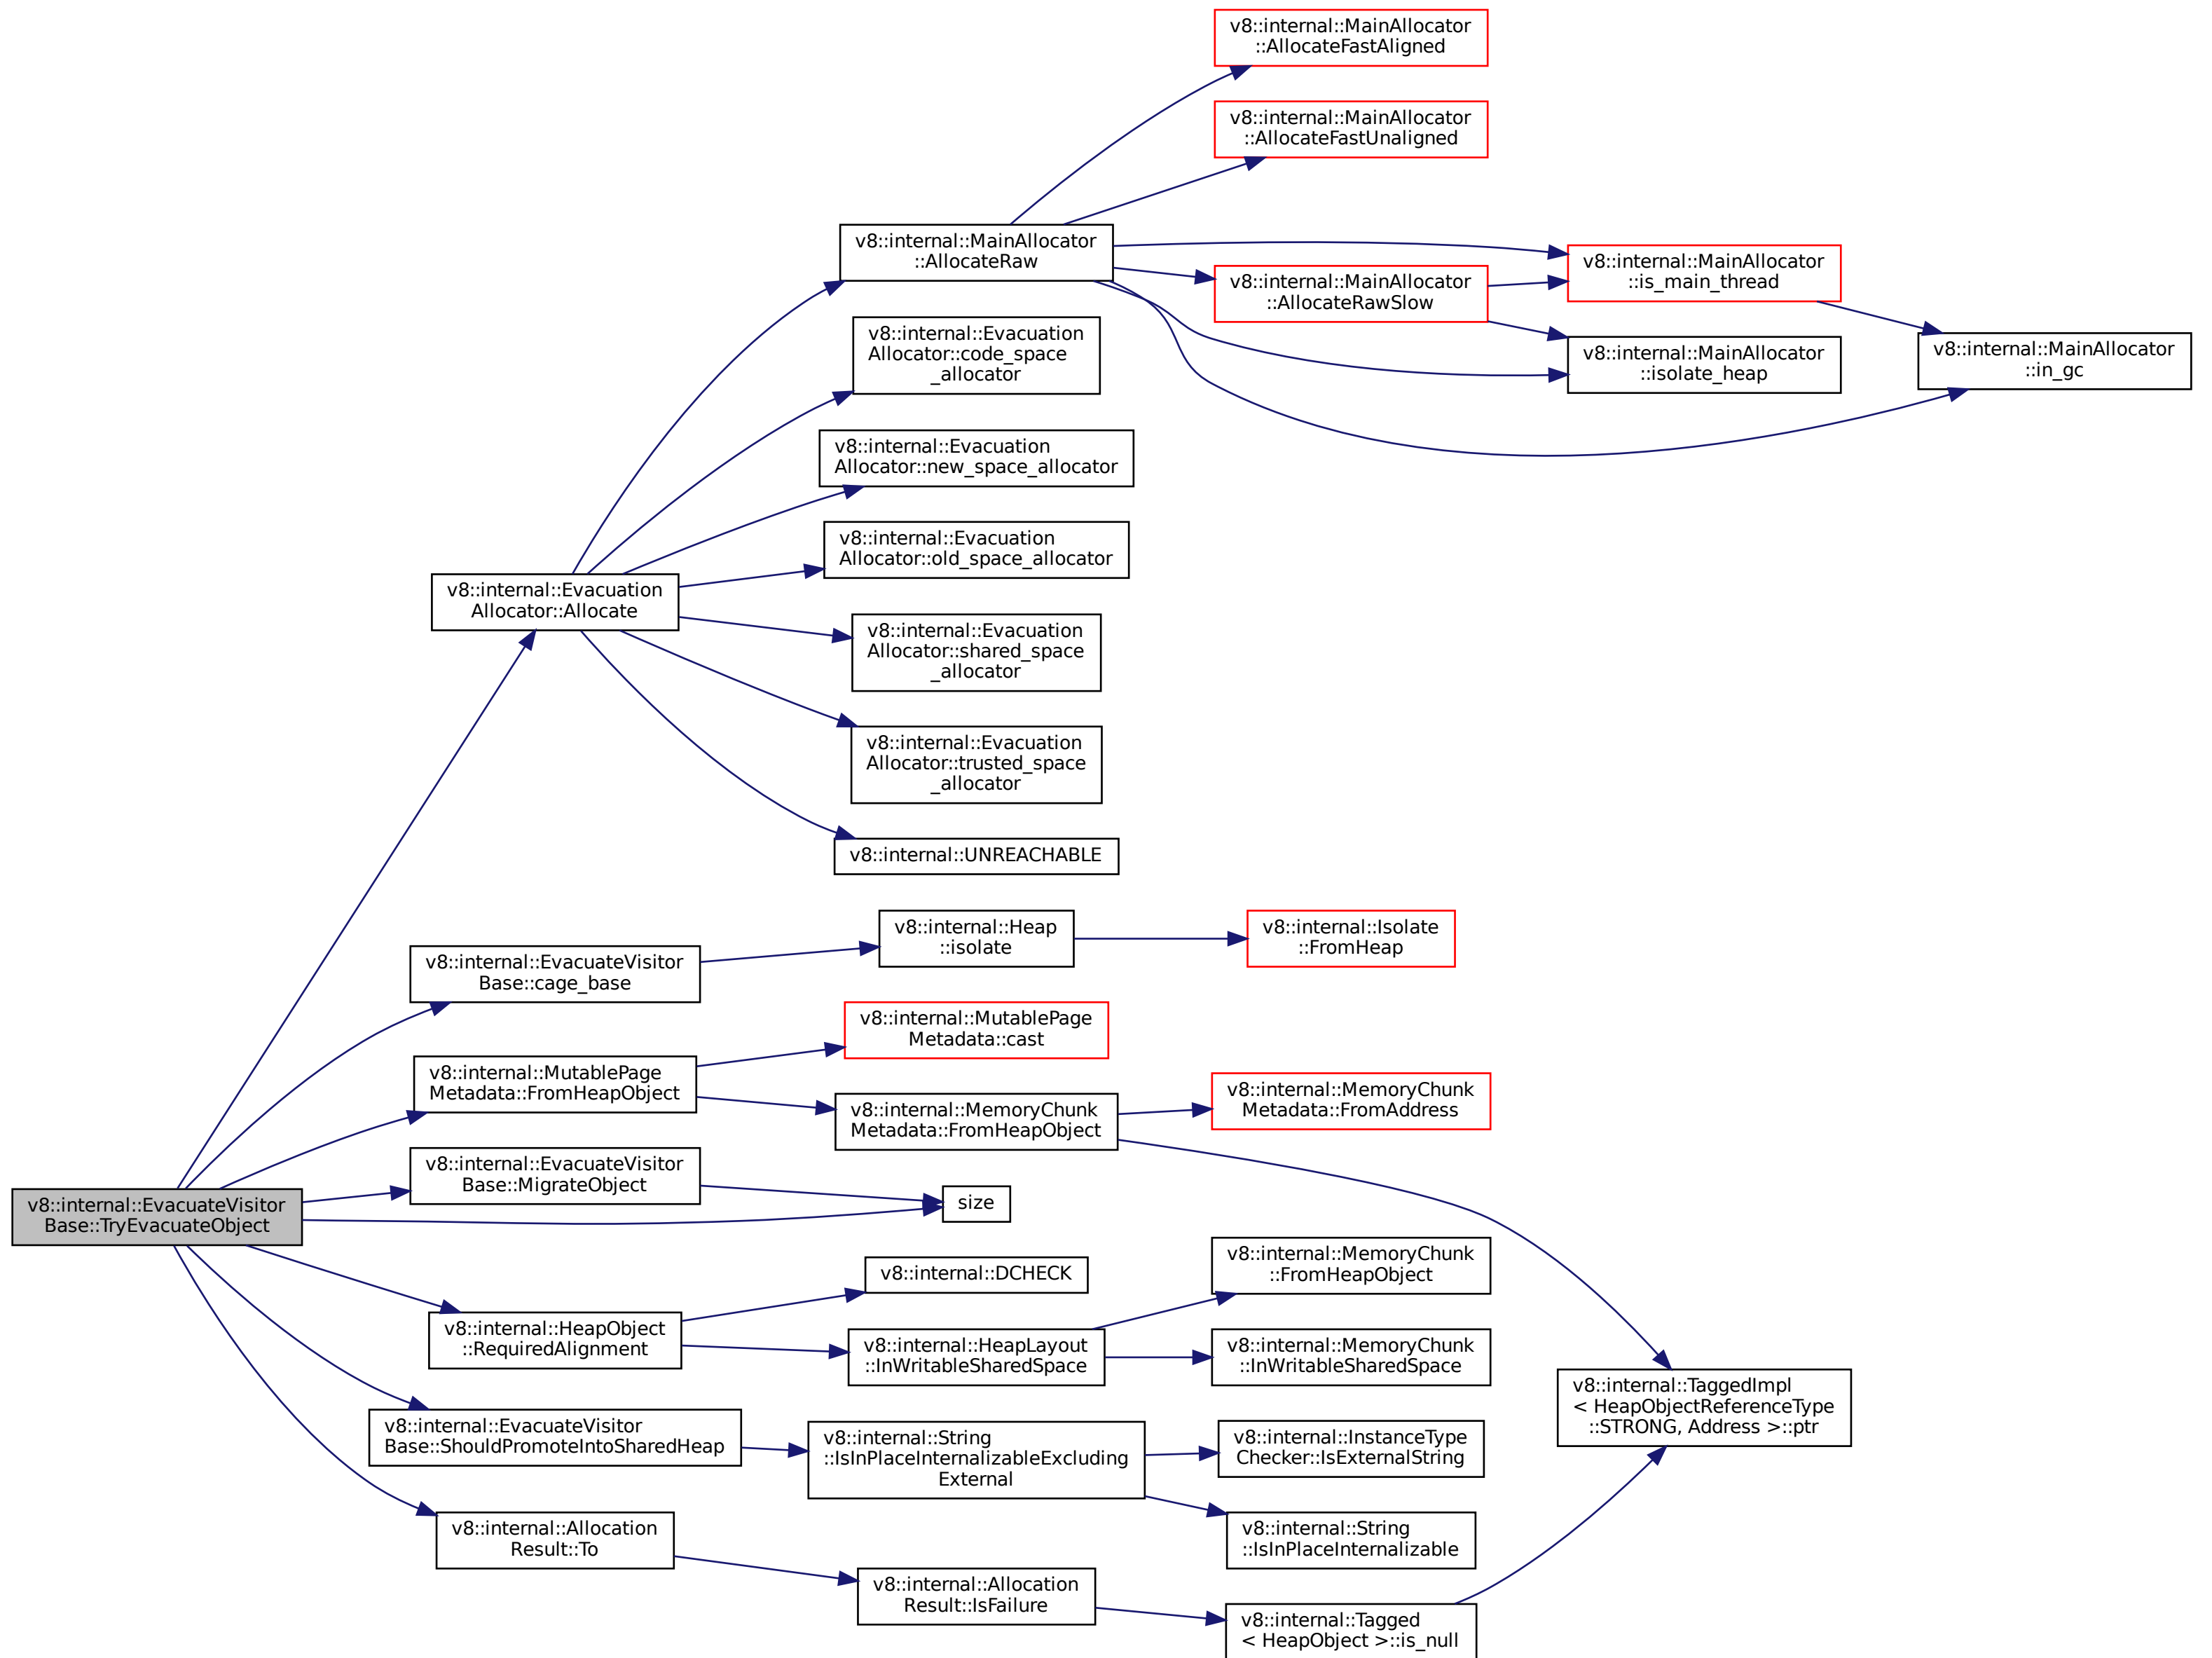 v8::internal::MainAllocator
::AllocateFastAligned
v8::internal::MainAllocator
::AllocateFastUnaligned
v8::internal::MainAllocator
::AllocateRaw
v8::internal::MainAllocator
::is_main_thread
v8::internal::MainAllocator
::AllocateRawSlow
v8::internal::Evacuation
Allocator::code_space
_allocator
v8::internal::MainAllocator
::isolate_heap
v8::internal::MainAllocator
::in_gc
v8::internal::Evacuation
Allocator::new_space_allocator
v8::internal::Evacuation
Allocator::old_space_allocator
v8::internal::Evacuation
Allocator::Allocate
v8::internal::Evacuation
Allocator::shared_space
_allocator
v8::internal::Evacuation
Allocator::trusted_space
_allocator
v8::internal::UNREACHABLE
v8::internal::Heap
::isolate
v8::internal::Isolate
::FromHeap
v8::internal::EvacuateVisitor
Base::cage_base
v8::internal::MutablePage
Metadata::cast
v8::internal::MutablePage
Metadata::FromHeapObject
v8::internal::MemoryChunk
Metadata::FromHeapObject
v8::internal::MemoryChunk
Metadata::FromAddress
v8::internal::EvacuateVisitor
Base::MigrateObject
size
v8::internal::EvacuateVisitor
Base::TryEvacuateObject
v8::internal::DCHECK
v8::internal::MemoryChunk
::FromHeapObject
v8::internal::HeapObject
::RequiredAlignment
v8::internal::HeapLayout
::InWritableSharedSpace
v8::internal::MemoryChunk
::InWritableSharedSpace
v8::internal::TaggedImpl
< HeapObjectReferenceType
::STRONG, Address >::ptr
v8::internal::EvacuateVisitor
Base::ShouldPromoteIntoSharedHeap
v8::internal::String
::IsInPlaceInternalizableExcluding
External
v8::internal::InstanceType
Checker::IsExternalString
v8::internal::String
::IsInPlaceInternalizable
v8::internal::Allocation
Result::To
v8::internal::Allocation
Result::IsFailure
v8::internal::Tagged
< HeapObject >::is_null